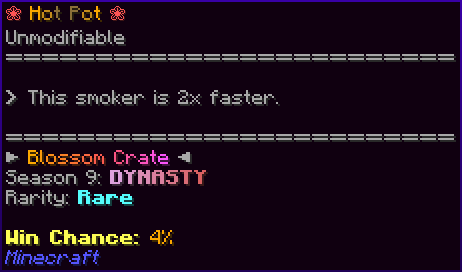 ❀ Hot Pot ❀
Unmodifiable
==============================
> This smoker is 2x faster.
==============================
► Blossom Crate ◄
Season 9: DYNASTY
Rarity: Rare
Win Chance: 4%
Minecraft